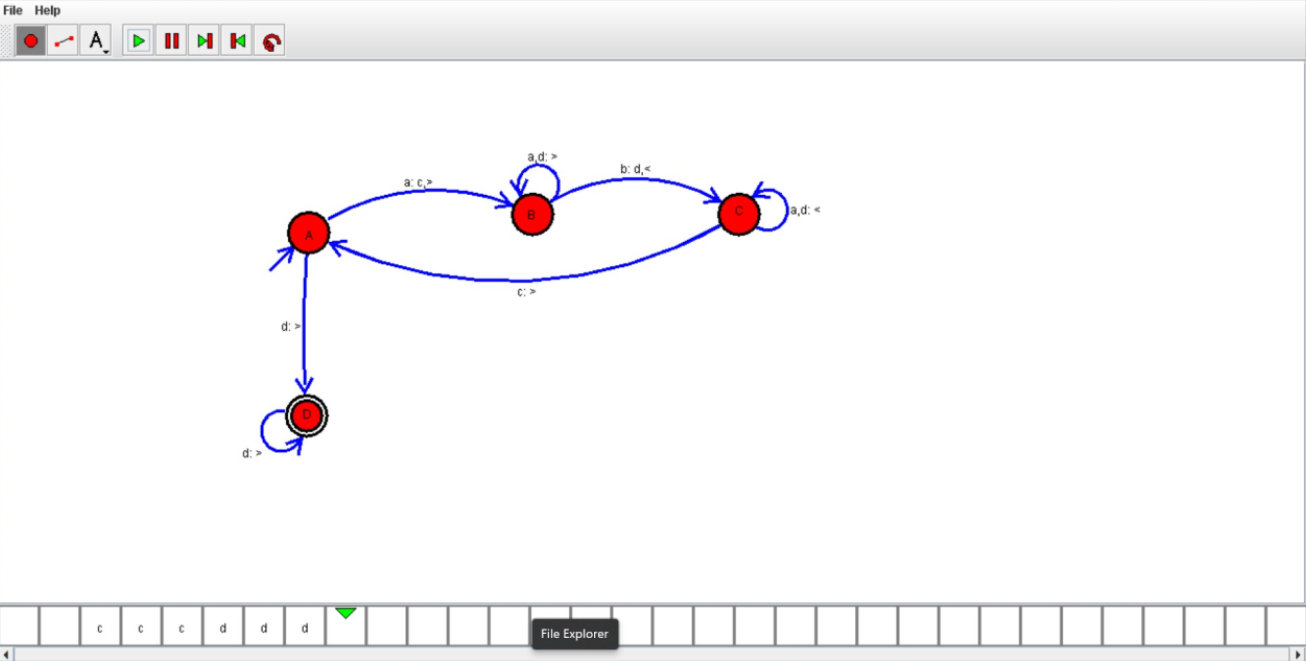 File Help
A
a,d: >
b: d,<
a: c,>
B
C
a,d: <
A
c: >
d: >
D
d: >
c c c d d d
File Explorer